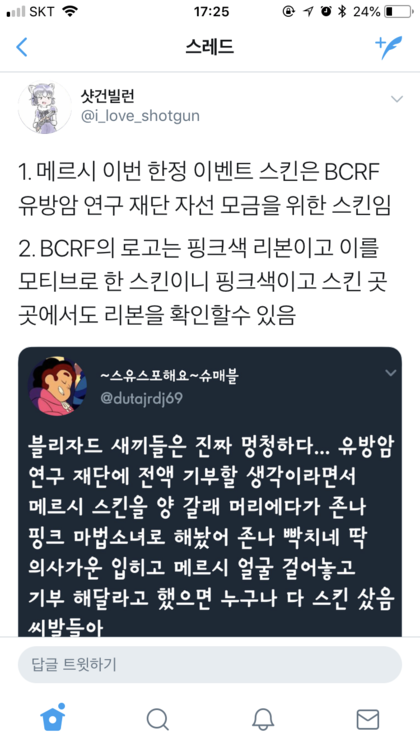 SKT 17:25 24%
스레드
샷건빌런
@i_love_shotgun
1. 메르시 이번 한정 이벤트 스킨은 BCRF
유방암 연구 재단 자선 모금을 위한 스킨임
2. BCRF의 로고는 핑크색 리본이고 이를
모티브로 한 스킨이니 핑크색이고 스킨 곳
곳에서도 리본을 확인할수 있음
~스유스포해요~슈매블
@dutajrdj69
블리자드 새끼들은 진짜 멍청하다... 유방암
연구 재단에 전액 기부할 생각이라면서
메르시 스킨을 양 갈래 머리에다가 존나
핑크 마법소녀로 해놨어 존나 빡치네 딱
의사가운 입히고 메르시 얼굴 걸어놓고
기부 해달라고 했으면 누구나 다 스킨 샀음
씨발들아
답글 트윗하기